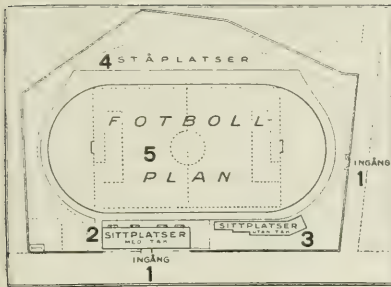 4 STÅPLATSER
FOTBOLL-
5
PLAN
INGÅNG
1
2
SITTPLATSER
MED TAK
SITTPLATSER
UTAN TAK
3
INGÅNG
1